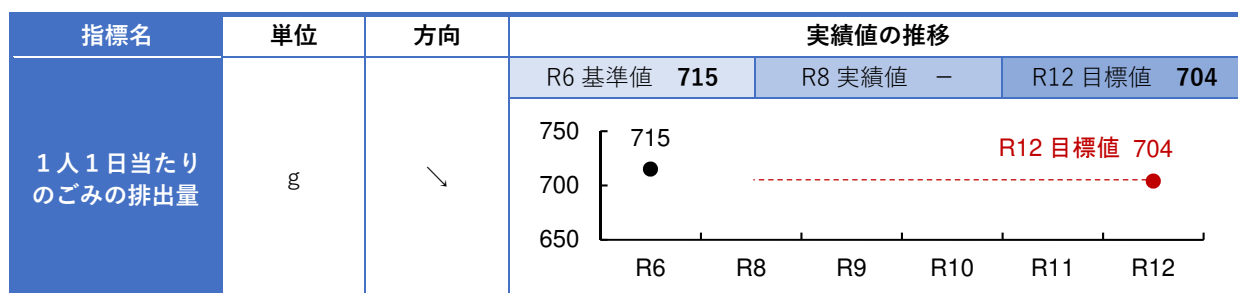 指標名 単位 方向 実績値の推移
R6 基準値 715 R8 実績値 － R12 目標値 704
１人１日当たり
のごみの排出量
g
↘
750
700
650
715
R12 目標値 704
R6 R8 R9 R10 R11 R12